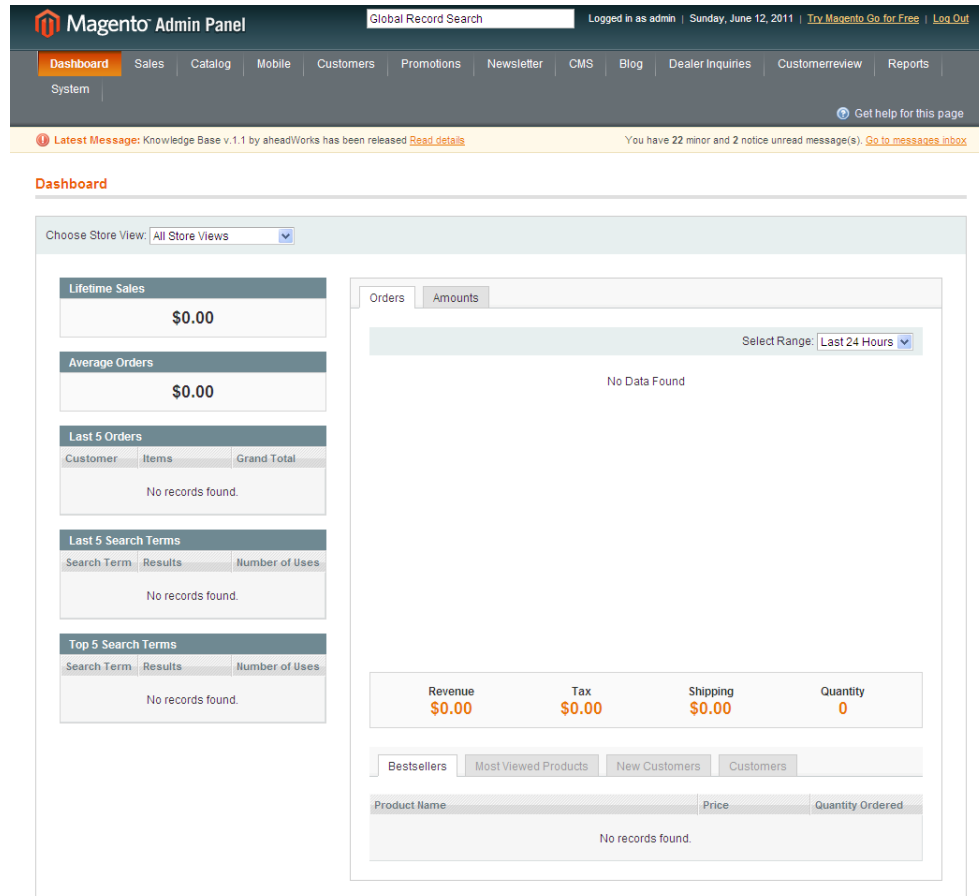 Magento™ Admin Panel
Global Record Search
Logged in as admin | Sunday, June 12, 2011 | Try Magento Go for Free | Log Out
Dashboard Sales Catalog Mobile Customers Promotions Newsletter CMS Blog Dealer Inquiries Customerreview Reports
System
Get help for this page
Latest Message: Knowledge Base v.1.1 by aheadWorks has been released Read details
You have 22 minor and 2 notice unread message(s). Go to messages inbox
Dashboard
Choose Store View: All Store Views
Lifetime Sales
$0.00
Average Orders
$0.00
Last 5 Orders
Customer Items Grand Total
No records found.
Last 5 Search Terms
Search Term Results Number of Uses
No records found.
Top 5 Search Terms
Search Term Results Number of Uses
No records found.
Orders Amounts
Select Range: Last 24 Hours
No Data Found
Revenue Tax Shipping Quantity
$0.00 $0.00 $0.00 0
Bestsellers Most Viewed Products New Customers Customers
Product Name Price Quantity Ordered
No records found.